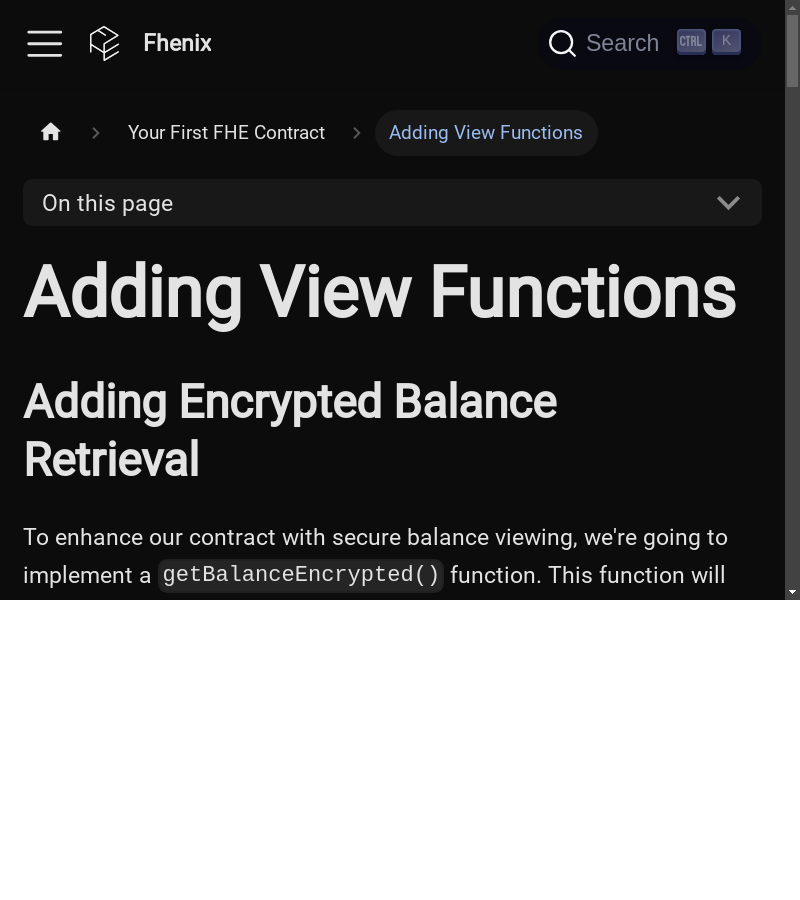 Fhenix
Search CTRL K
Your First FHE Contract
Adding View Functions
On this page
Adding View Functions
Adding Encrypted Balance
Retrieval
To enhance our contract with secure balance viewing, we're going to
implement a getBalanceEncrypted() function. This function will